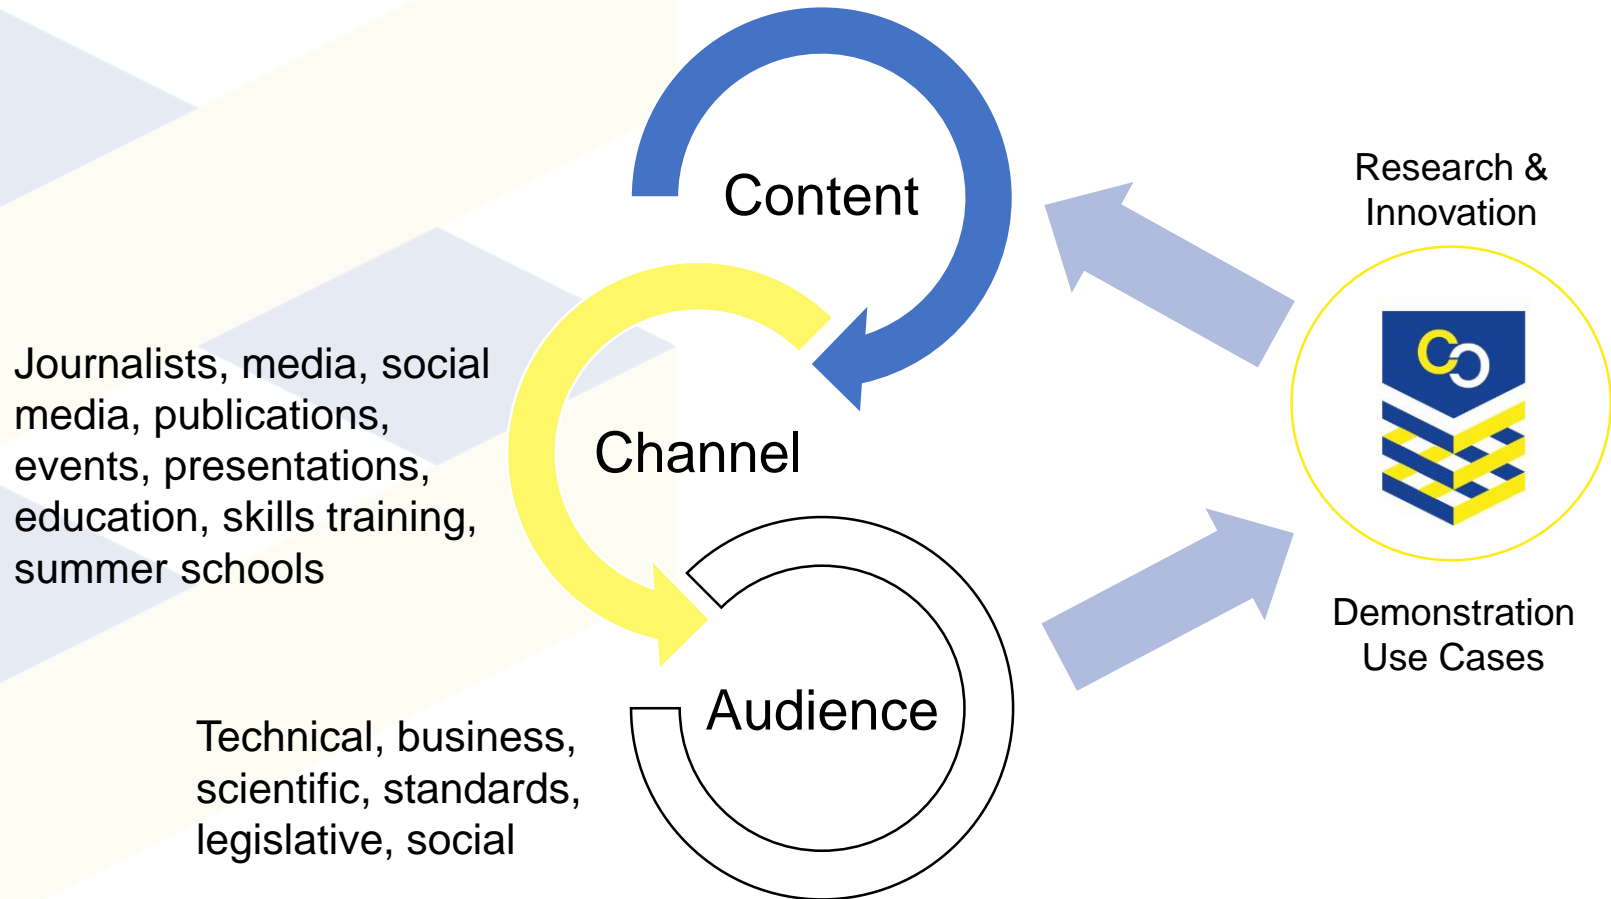 Content
Research &
Innovation
Journalists, media, social
media, publications,
events, presentations,
education, skills training,
summer schools
Channel
Demonstration
Use Cases
Audience
Technical, business,
scientific, standards,
legislative, social